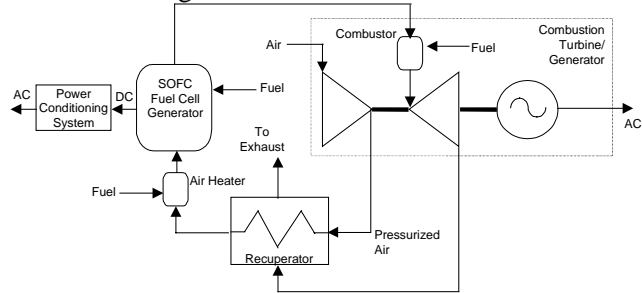 Air
Combustor
Fuel
Combustion
Turbine/
Generator
AC
Power
Conditioning
System
DC
SOFC
Fuel Cell
Generator
Fuel
AC
To
Exhaust
Fuel
Air Heater
Pressurized
Air
Recuperator